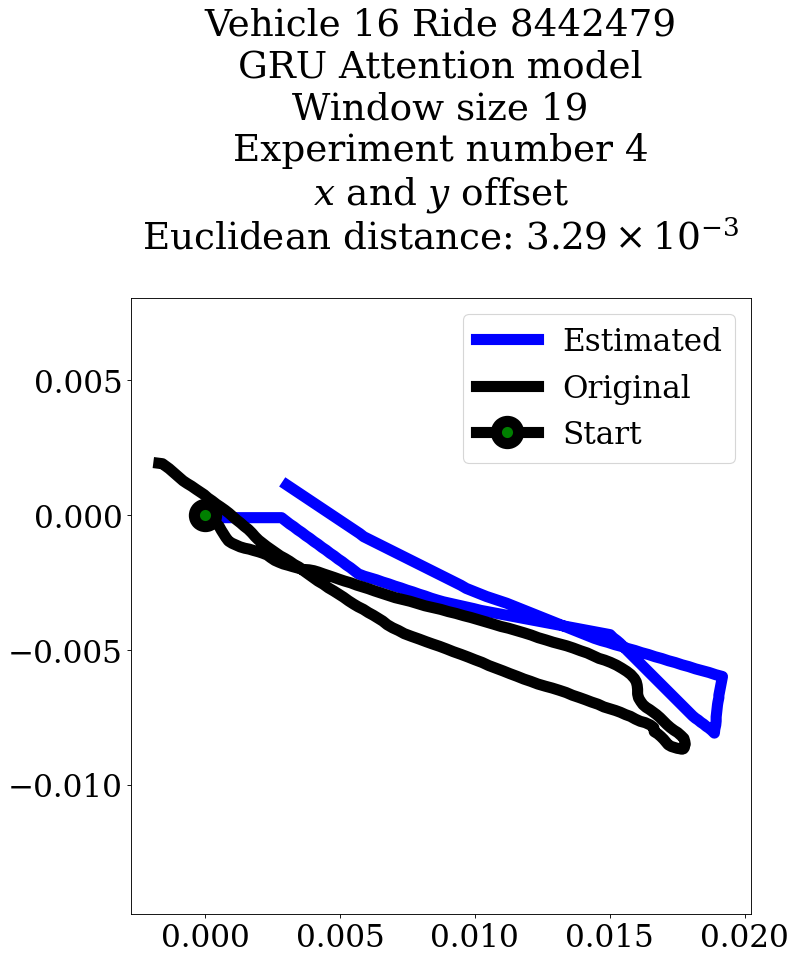 Vehicle 16 Ride 8442479
GRU Attention model
Window size 19
Experiment number 4
x and y offset
Euclidean distance: 3.29 × 10⁻³
Estimated
Original
Start
0.005
0.000
−0.005
−0.010
0.000 0.005 0.010 0.015 0.020